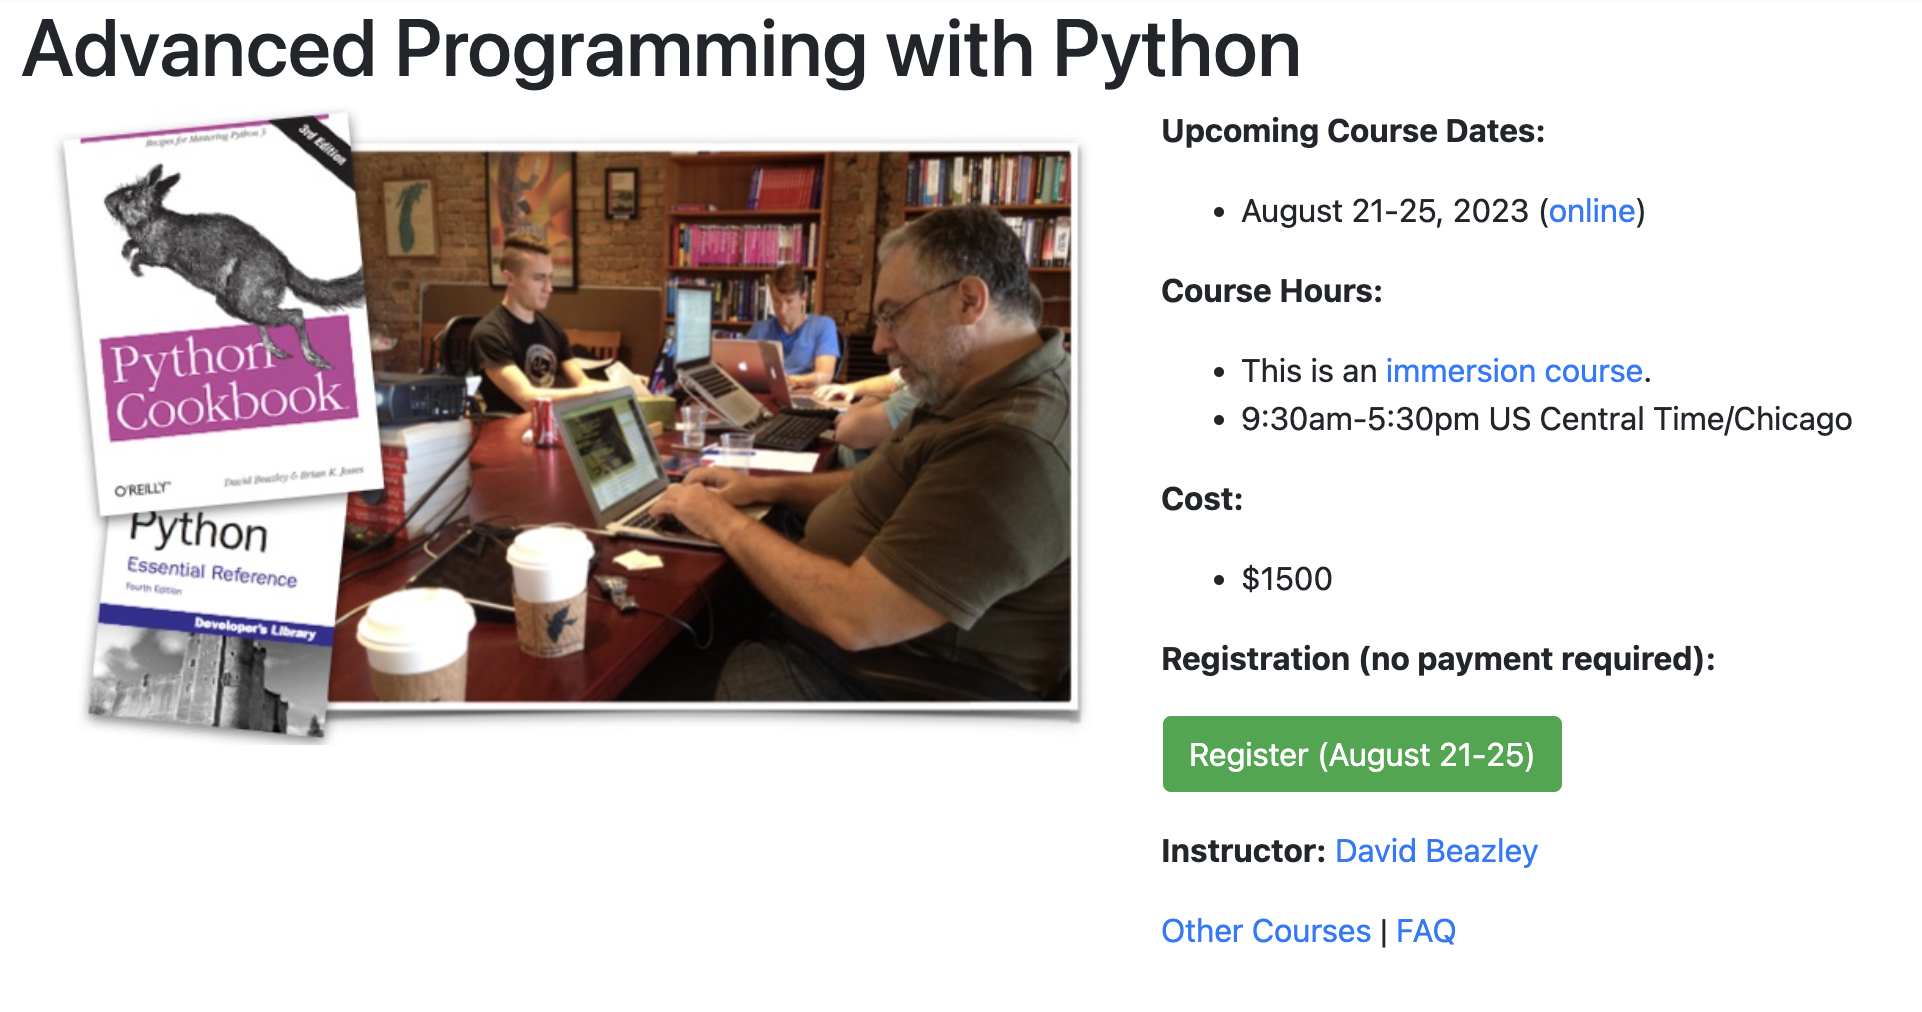 Advanced Programming with Python
Recipes for Mastering Python 3
3rd Edition
Python
Cookbook
O'REILLY™
David Beazley & Brian K. Jones
Python
Essential Reference
Fourth Edition
Developer's Library
Upcoming Course Dates:
• August 21-25, 2023 (online)
Course Hours:
• This is an immersion course.
• 9:30am-5:30pm US Central Time/Chicago
Cost:
• $1500
Registration (no payment required):
Register (August 21-25)
Instructor: David Beazley
Other Courses | FAQ